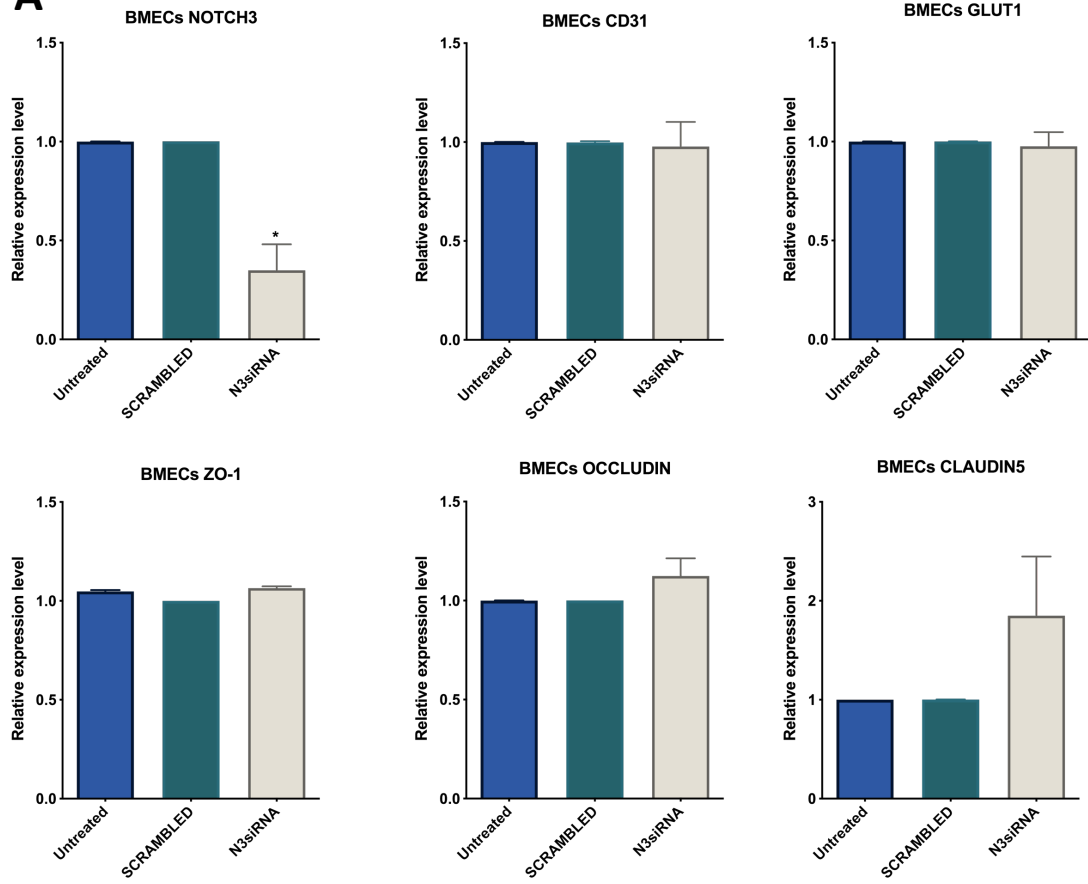 A
BMECs NOTCH3
Relative expression level
1.5
1.0
0.5
0.0
*
Untreated
SCRAMBLED
N3siRNA
BMECs CD31
Relative expression level
1.5
1.0
0.5
0.0
Untreated
SCRAMBLED
N3siRNA
BMECs GLUT1
Relative expression level
1.5
1.0
0.5
0.0
Untreated
SCRAMBLED
N3siRNA
BMECs ZO-1
Relative expression level
1.5
1.0
0.5
0.0
Untreated
SCRAMBLED
N3siRNA
BMECs OCCLUDIN
Relative expression level
1.5
1.0
0.5
0.0
Untreated
SCRAMBLED
N3siRNA
BMECs CLAUDIN5
Relative expression level
3
2
1
0
Untreated
SCRAMBLED
N3siRNA